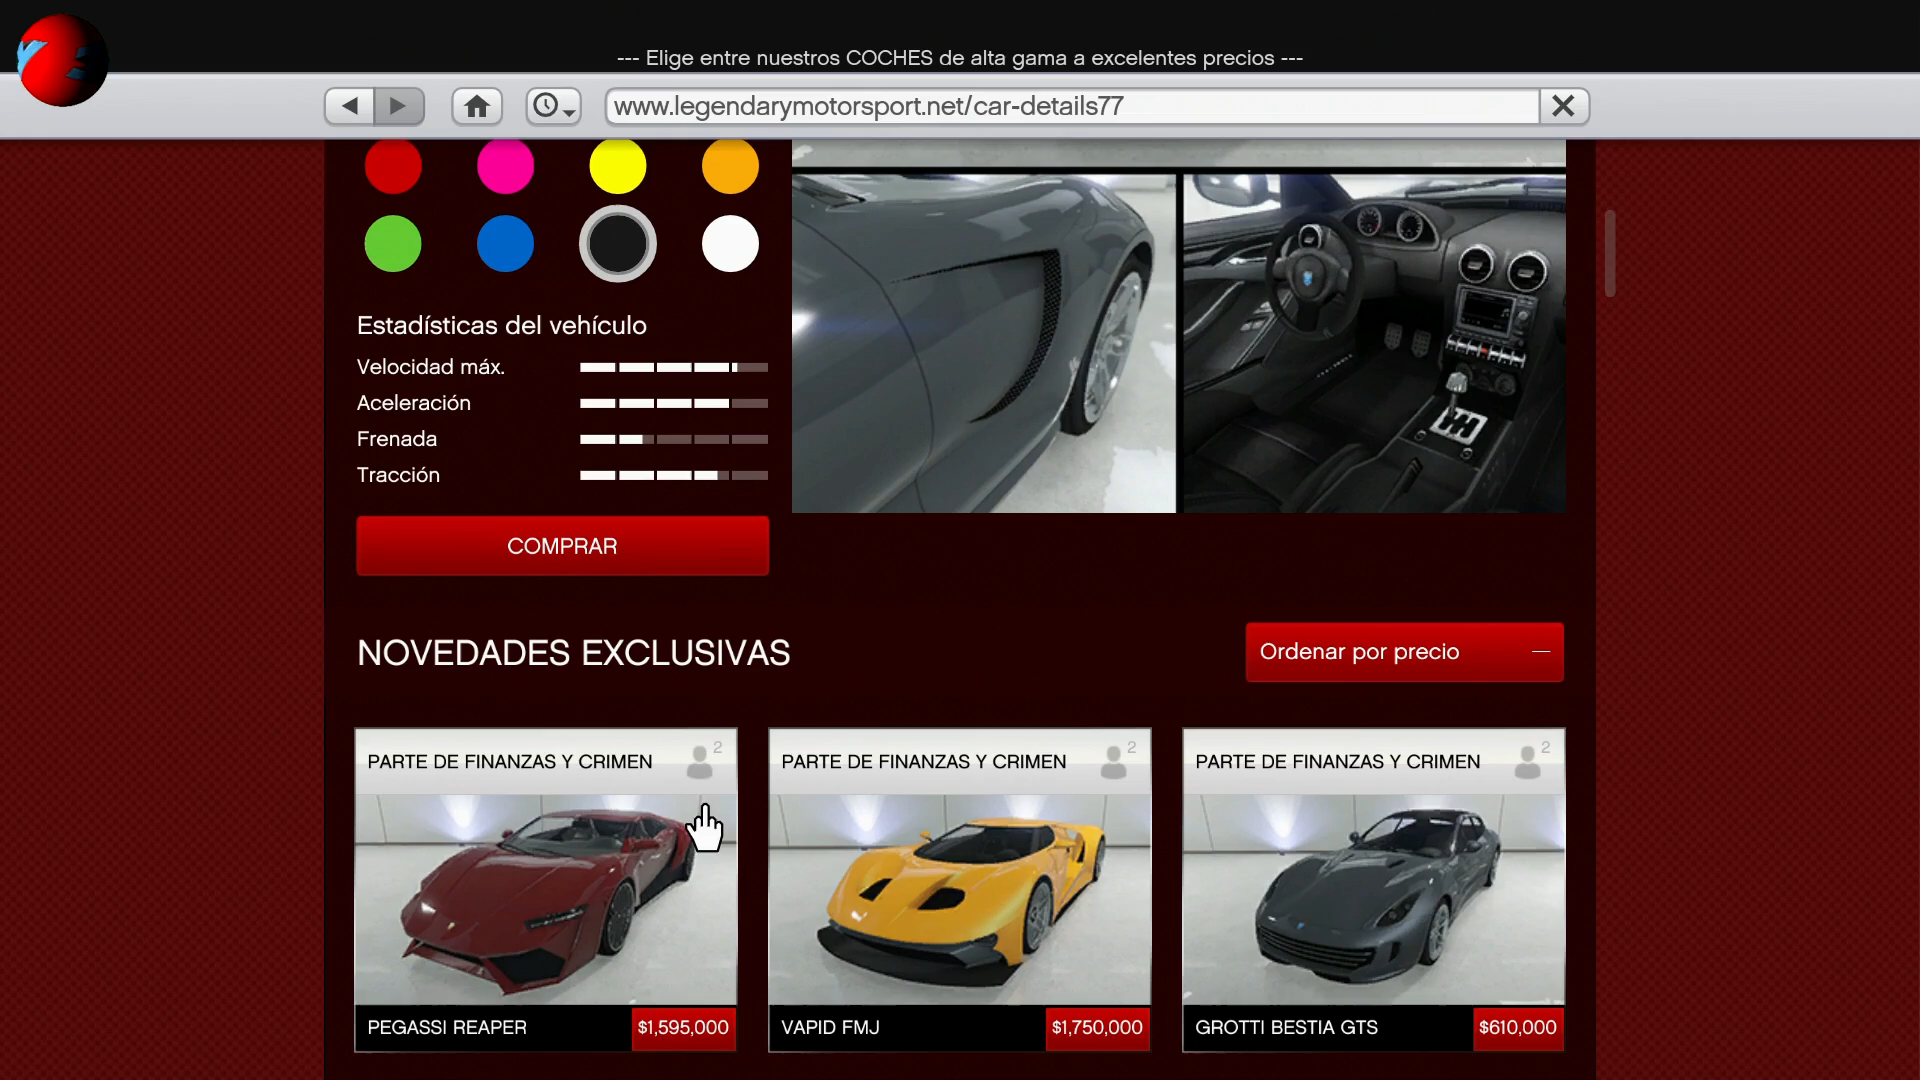 --- Elige entre nuestros COCHES de alta gama a excelentes precios ---
www.legendarymotorsport.net/car-details77
Estadísticas del vehículo
Velocidad máx.
Aceleración
Frenada
Tracción
COMPRAR
NOVEDADES EXCLUSIVAS
Ordenar por precio
PARTE DE FINANZAS Y CRIMEN 2
PARTE DE FINANZAS Y CRIMEN 2
PARTE DE FINANZAS Y CRIMEN 2
PEGASSI REAPER $1,595,000
VAPID FMJ $1,750,000
GROTTI BESTIA GTS $610,000